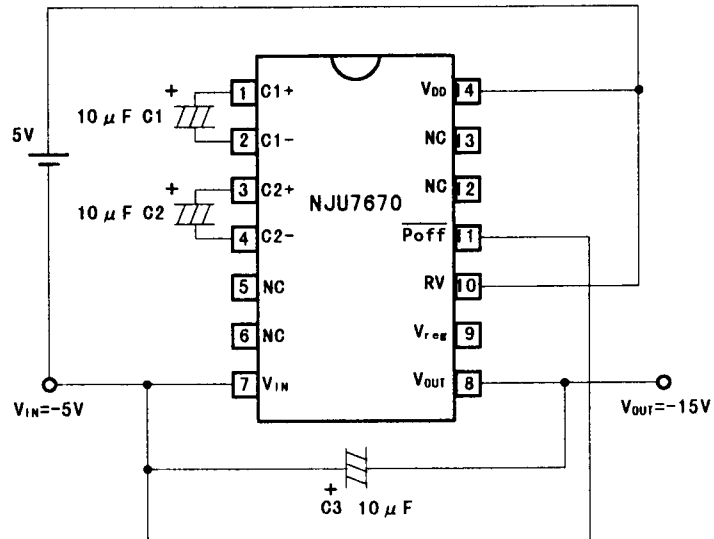 5V
+
10μF C1
+
10μF C2
1 C1+
2 C1-
3 C2+
4 C2-
5 NC
6 NC
7 VIN
NJU7670
VDD 14
NC 13
NC 12
Poff 11
RV 10
Vreg 9
VOUT 8
VIN=-5V
VOUT=-15V
+
C3 10μF